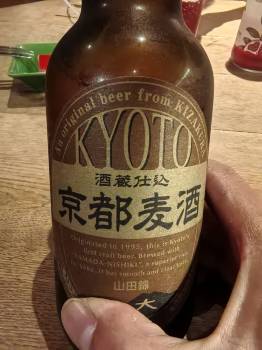 An original beer from KIZAKURA
KYOTO
酒蔵仕込
京都麦酒
Originated in 1995, this is Kyoto's
first craft beer. Brewed with
"YAMADA-NISHIKI", a superior rice
for sake, it has smooth and clear taste
山田錦
大